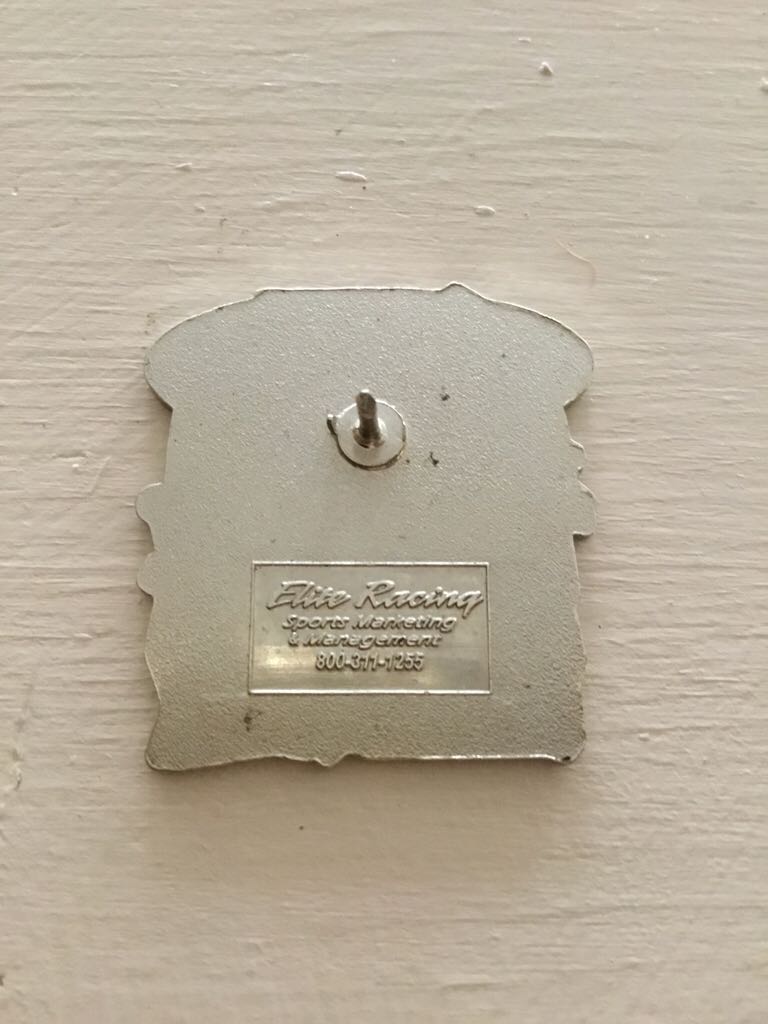 Elite Racing
Sports Marketing
& Management
800-311-1255